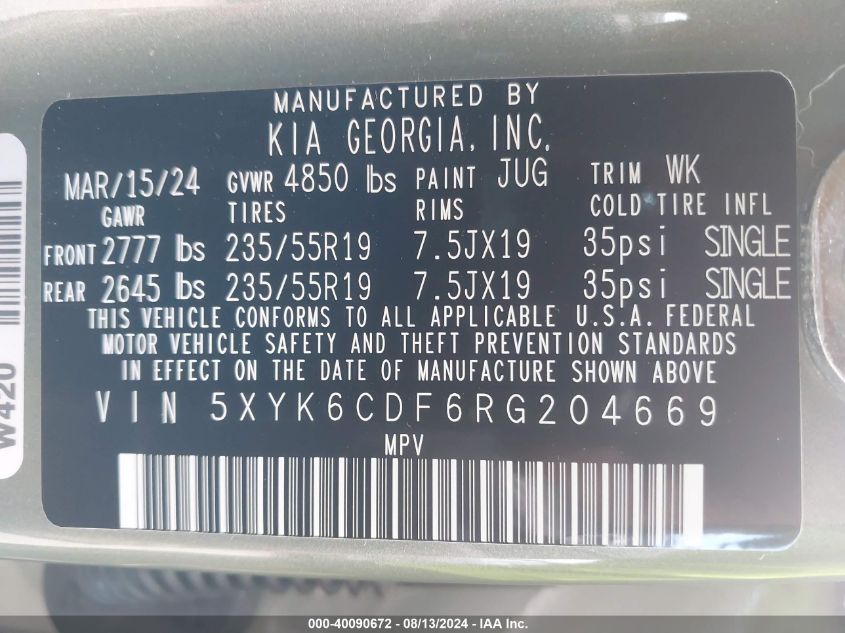 MANUFACTURED BY
KIA GEORGIA, INC.
MAR/15/24 GVWR 4850 lbs PAINT JUG TRIM WK
GAWR TIRES RIMS COLD TIRE INFL
FRONT 2777 lbs 235/55R19 7.5JX19 35psi SINGLE
REAR 2645 lbs 235/55R19 7.5JX19 35psi SINGLE
THIS VEHICLE CONFORMS TO ALL APPLICABLE U.S.A. FEDERAL
MOTOR VEHICLE SAFETY AND THEFT PREVENTION STANDARDS
IN EFFECT ON THE DATE OF MANUFACTURE SHOWN ABOVE
VIN 5XYK6CDF6RG204669
MPV
W420
000-40090672 - 08/13/2024 - IAA Inc.